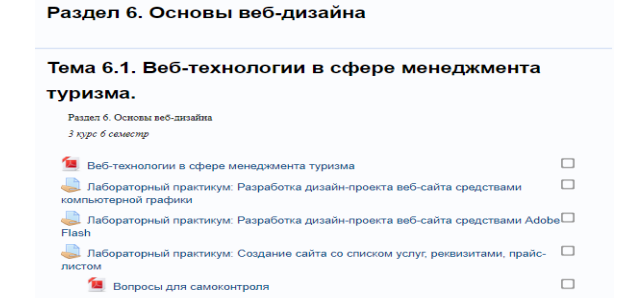 Раздел 6. Основы веб-дизайна
Тема 6.1. Веб-технологии в сфере менеджмента
туризма.
Раздел 6. Основы веб-дизайна
3 курс 6 семестр
Веб-технологии в сфере менеджмента туризма
Лабораторный практикум: Разработка дизайн-проекта веб-сайта средствами
компьютерной графики
Лабораторный практикум: Разработка дизайн-проекта веб-сайта средствами Adobe
Flash
Лабораторный практикум: Создание сайта со списком услуг, реквизитами, прайс-
листом
Вопросы для самоконтроля